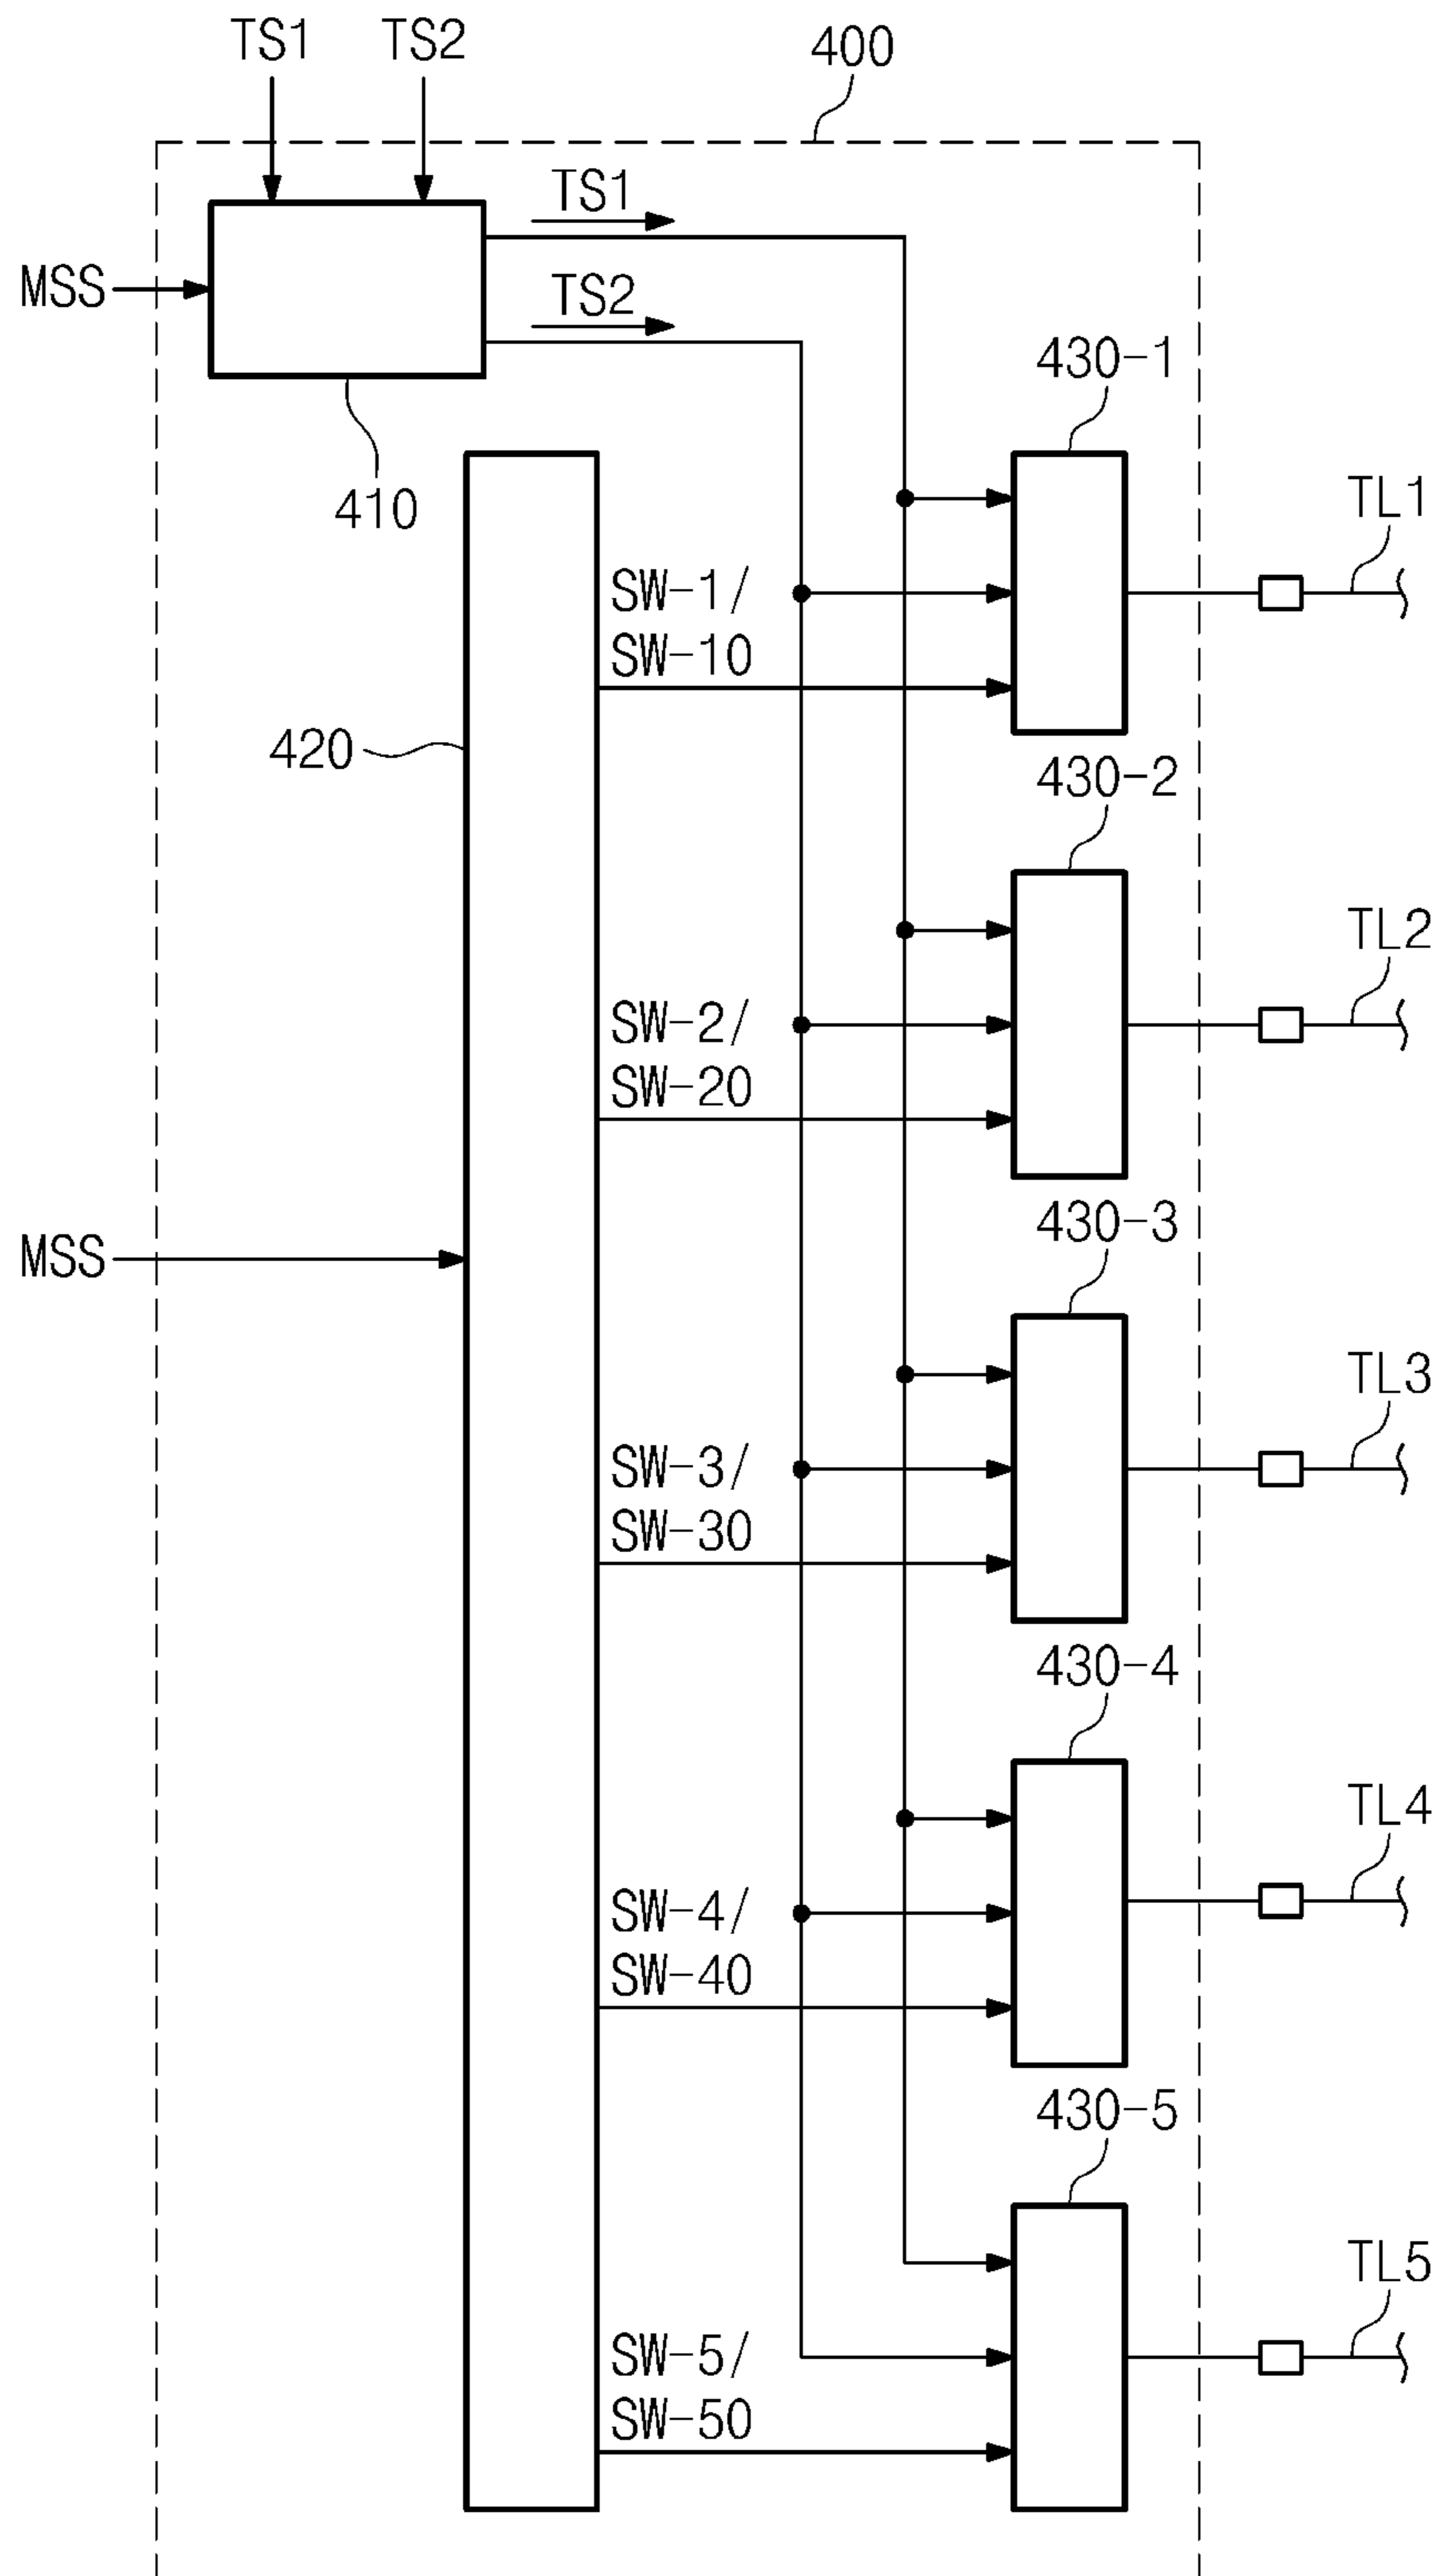 TS1 TS2 400
TS1
MSS
TS2
430-1
410
TL1
SW-1/
SW-10
420
430-2
TL2
SW-2/
SW-20
430-3
MSS
TL3
SW-3/
SW-30
430-4
TL4
SW-4/
SW-40
430-5
TL5
SW-5/
SW-50